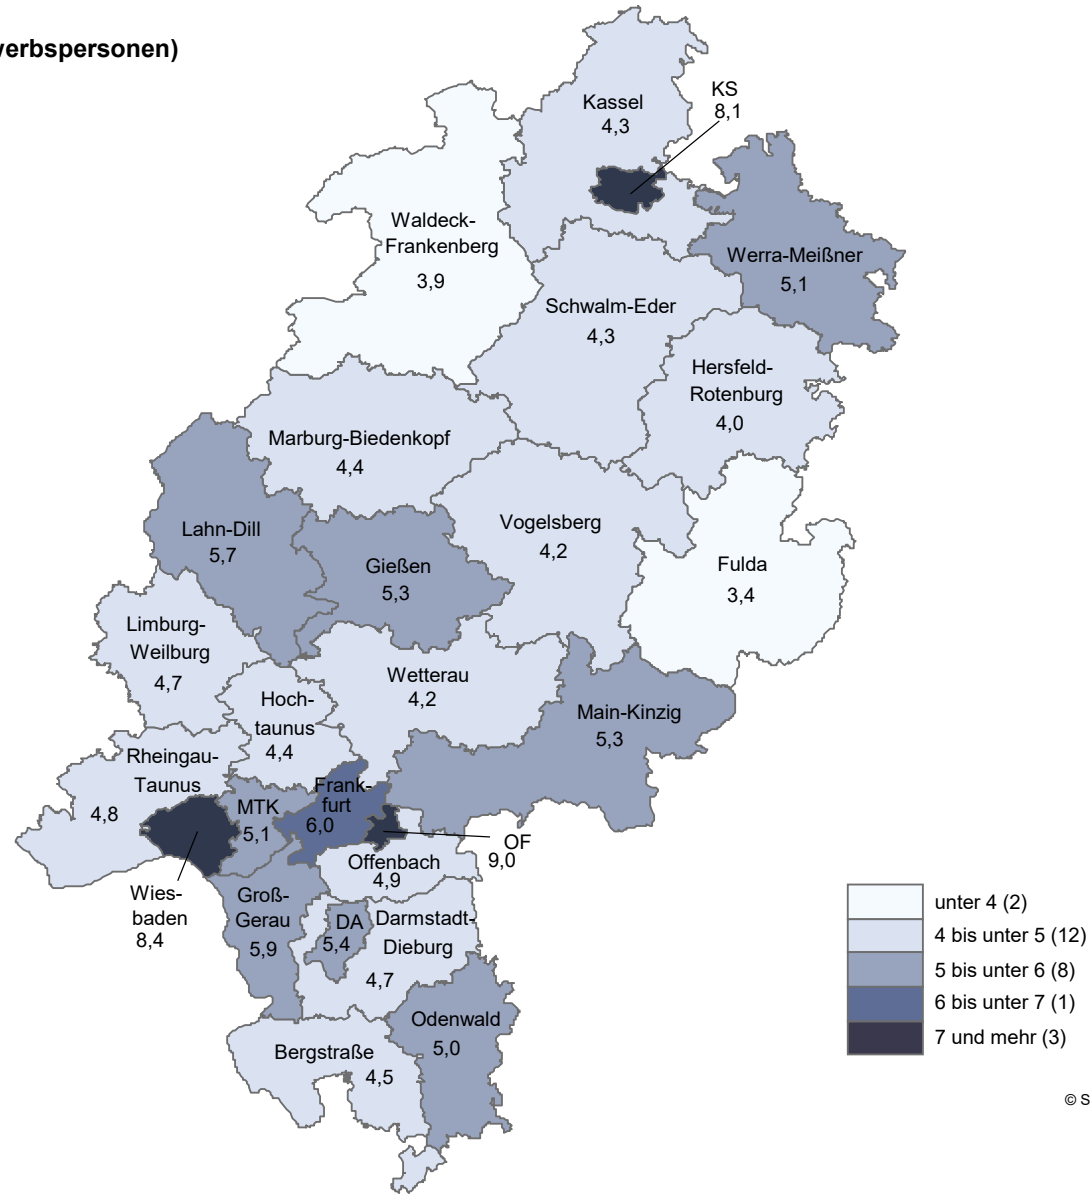 verbspersonen)
KS
8,1
Kassel
4,3
Waldeck-
Frankenberg
3,9
Werra-Meißner
5,1
Schwalm-Eder
4,3
Hersfeld-
Rotenburg
4,0
Marburg-Biedenkopf
4,4
Vogelsberg
4,2
Lahn-Dill
5,7
Gießen
5,3
Fulda
3,4
Limburg-
Weilburg
4,7
Wetterau
4,2
Hoch-
taunus
4,4
Main-Kinzig
5,3
Rheingau-
Taunus
4,8
Frank-
furt
6,0
MTK
5,1
OF
9,0
Offenbach
4,9
Wies-
baden
8,4
Groß-
Gerau
5,9
DA
5,4
Darmstadt-
Dieburg
4,7
Odenwald
5,0
Bergstraße
4,5
unter 4 (2)
4 bis unter 5 (12)
5 bis unter 6 (8)
6 bis unter 7 (1)
7 und mehr (3)
© S